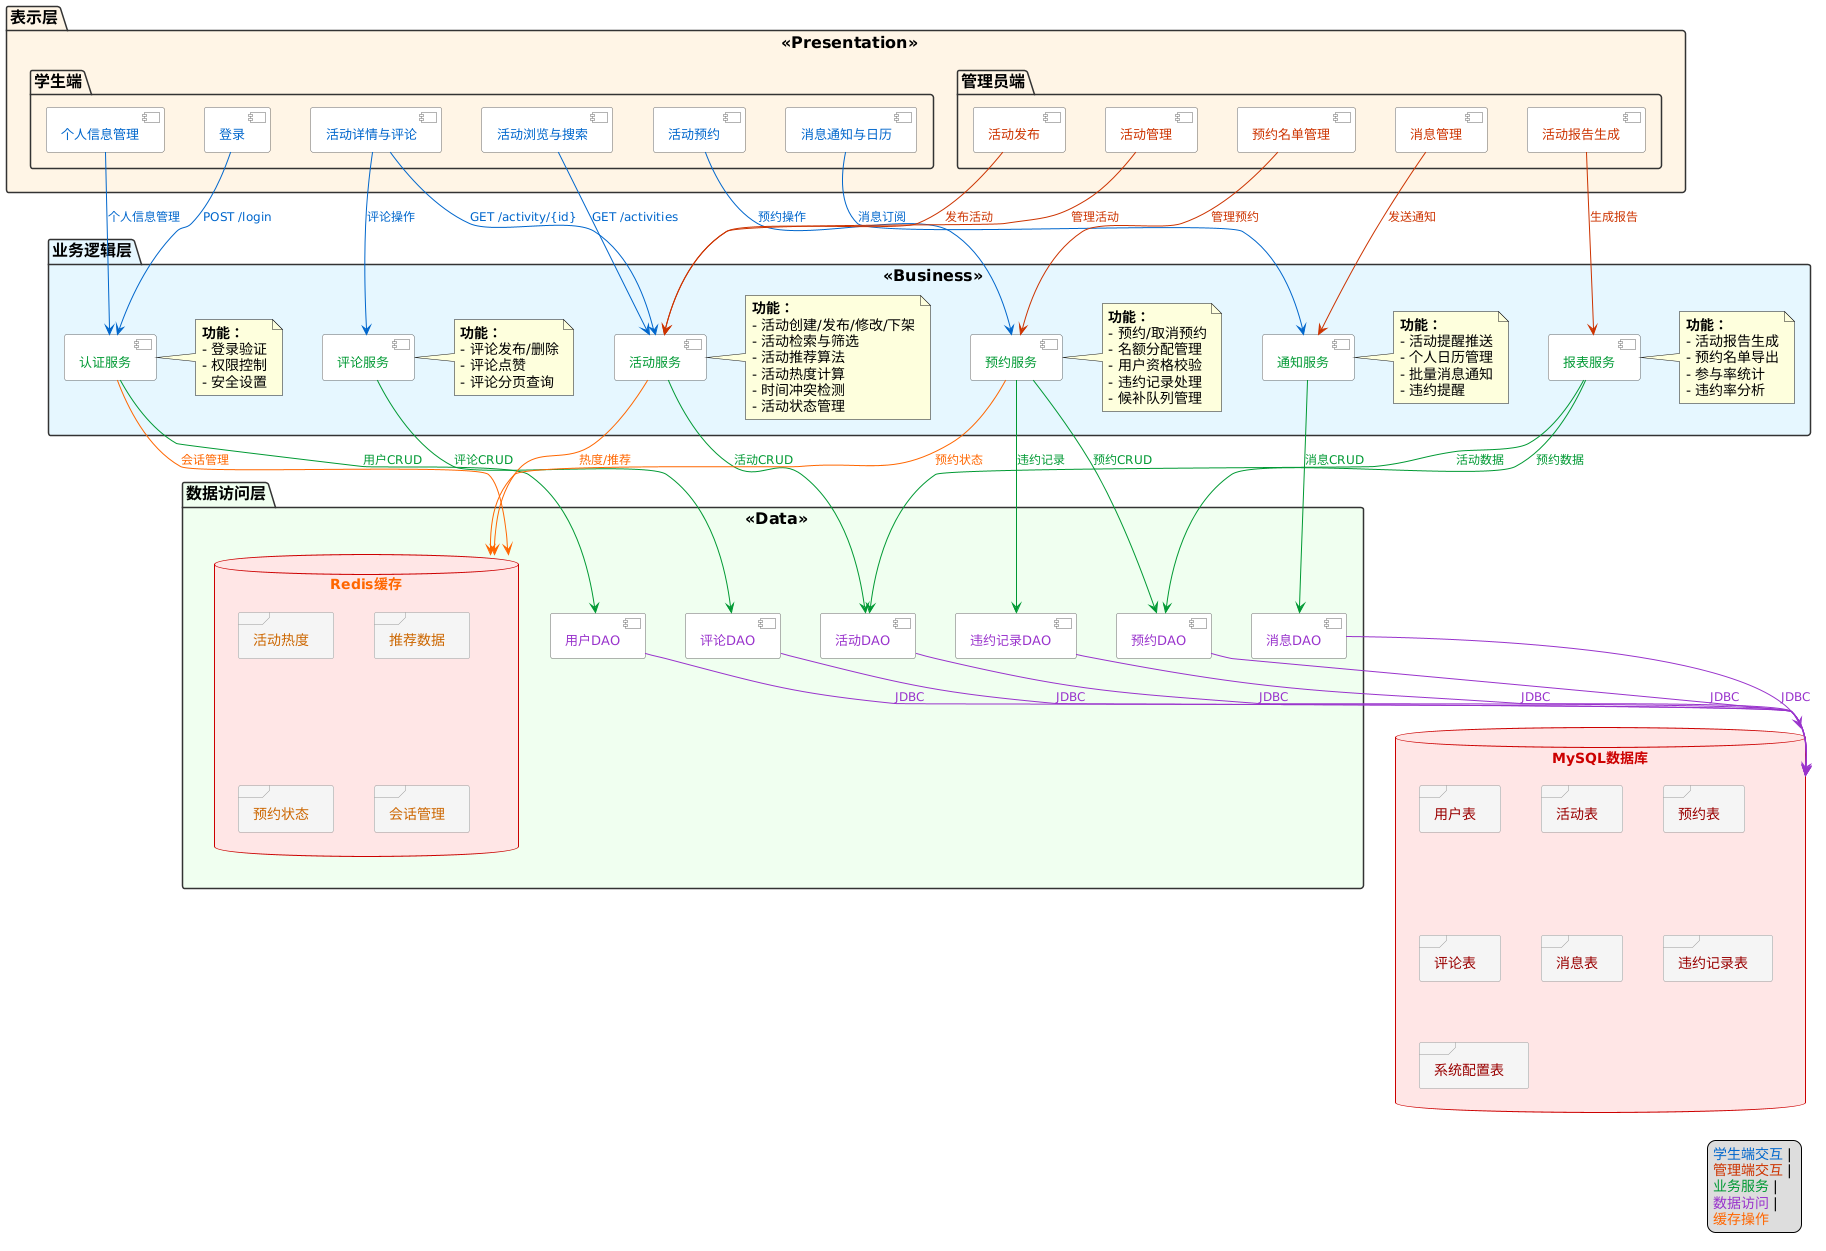 表示层
«Presentation»
学生端
管理员端
个人信息管理
登录
活动详情与评论
活动浏览与搜索
活动预约
消息通知与日历
活动发布
活动管理
预约名单管理
消息管理
活动报告生成
个人信息管理
POST /login
评论操作
GET /activity/{id}
GET /activities
预约操作
消息订阅
发布活动
管理活动
管理预约
发送通知
生成报告
业务逻辑层
«Business»
认证服务
功能：
- 登录验证
- 权限控制
- 安全设置
评论服务
功能：
- 评论发布/删除
- 评论点赞
- 评论分页查询
活动服务
功能：
- 活动创建/发布/修改/下架
- 活动检索与筛选
- 活动推荐算法
- 活动热度计算
- 时间冲突检测
- 活动状态管理
预约服务
功能：
- 预约/取消预约
- 名额分配管理
- 用户资格校验
- 违约记录处理
- 候补队列管理
通知服务
功能：
- 活动提醒推送
- 个人日历管理
- 批量消息通知
- 违约提醒
报表服务
功能：
- 活动报告生成
- 预约名单导出
- 参与率统计
- 违约率分析
会话管理
用户CRUD
评论CRUD
热度/推荐
活动CRUD
预约状态
违约记录
预约CRUD
消息CRUD
活动数据
预约数据
数据访问层
«Data»
Redis缓存
活动热度
推荐数据
预约状态
会话管理
用户DAO
评论DAO
活动DAO
违约记录DAO
预约DAO
消息DAO
JDBC
JDBC
JDBC
JDBC
JDBC
JDBC
MySQL数据库
用户表
活动表
预约表
评论表
消息表
违约记录表
系统配置表
学生端交互 |
管理端交互 |
业务服务 |
数据访问 |
缓存操作